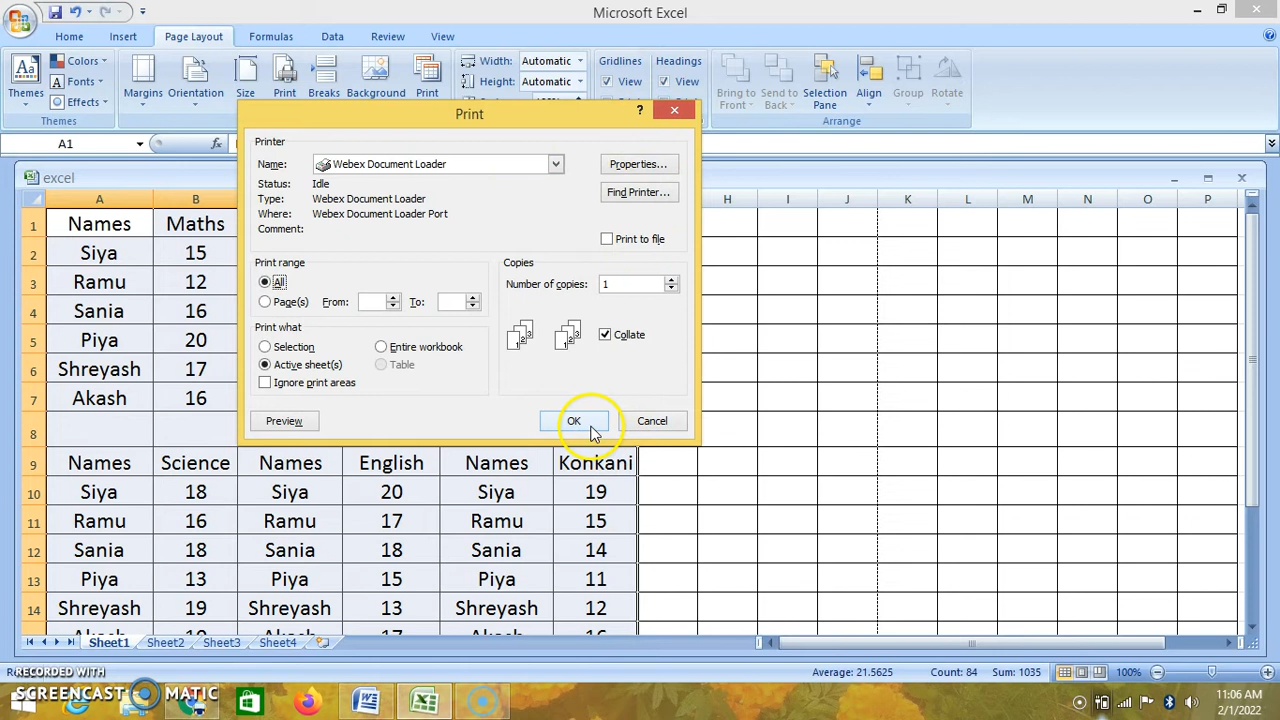 Microsoft Excel
Home Insert Page Layout Formulas Data Review View
Colors Width: Automatic Gridlines Headings
Aa Fonts Height: Automatic View View
Themes Effects Margins Orientation Size Print Breaks Background Print Bring to Front Send to Back Selection Pane Align Group Rotate
Themes Arrange
Print
A1 fx
Printer
Name: Webex Document Loader Properties...
Status: Idle
Type: Webex Document Loader Find Printer...
Where: Webex Document Loader Port
Comment:
Print to file
Print range
All
Page(s) From: To:
Copies
Number of copies: 1
1 2 3 1 2 3 Collate
Print what
Selection Entire workbook
Active sheet(s) Table
Ignore print areas
Preview OK Cancel
excel
A B H I J K L M N O P
1 Names Maths
2 Siya 15
3 Ramu 12
4 Sania 16
5 Piya 20
6 Shreyash 17
7 Akash 16
8
9 Names Science Names English Names Konkani
10 Siya 18 Siya 20 Siya 19
11 Ramu 16 Ramu 17 Ramu 15
12 Sania 18 Sania 18 Sania 14
13 Piya 13 Piya 15 Piya 11
14 Shreyash 19 Shreyash 13 Shreyash 12
Sheet1 Sheet2 Sheet3 Sheet4
Average: 21.5625 Count: 84 Sum: 1035 100%
RECORDED WITH
SCREENCAST MATIC
11:06 AM
2/1/2022